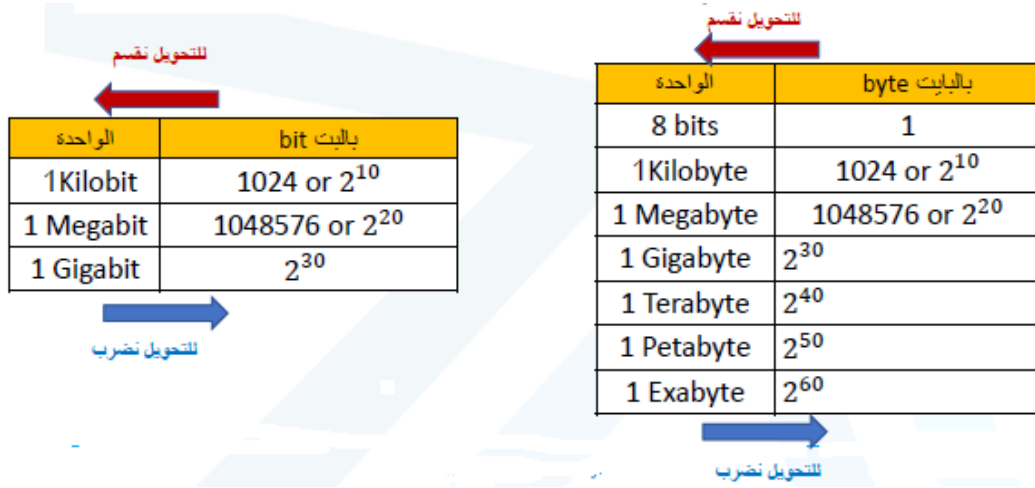 للتحويل نقسم
الواحدة | بالبت bit
1Kilobit | 1024 or 2^10
1 Megabit | 1048576 or 2^20
1 Gigabit | 2^30
للتحويل نضرب
للتحويل نقسم
الواحدة | بالبايت byte
8 bits | 1
1Kilobyte | 1024 or 2^10
1 Megabyte | 1048576 or 2^20
1 Gigabyte | 2^30
1 Terabyte | 2^40
1 Petabyte | 2^50
1 Exabyte | 2^60
للتحويل نضرب